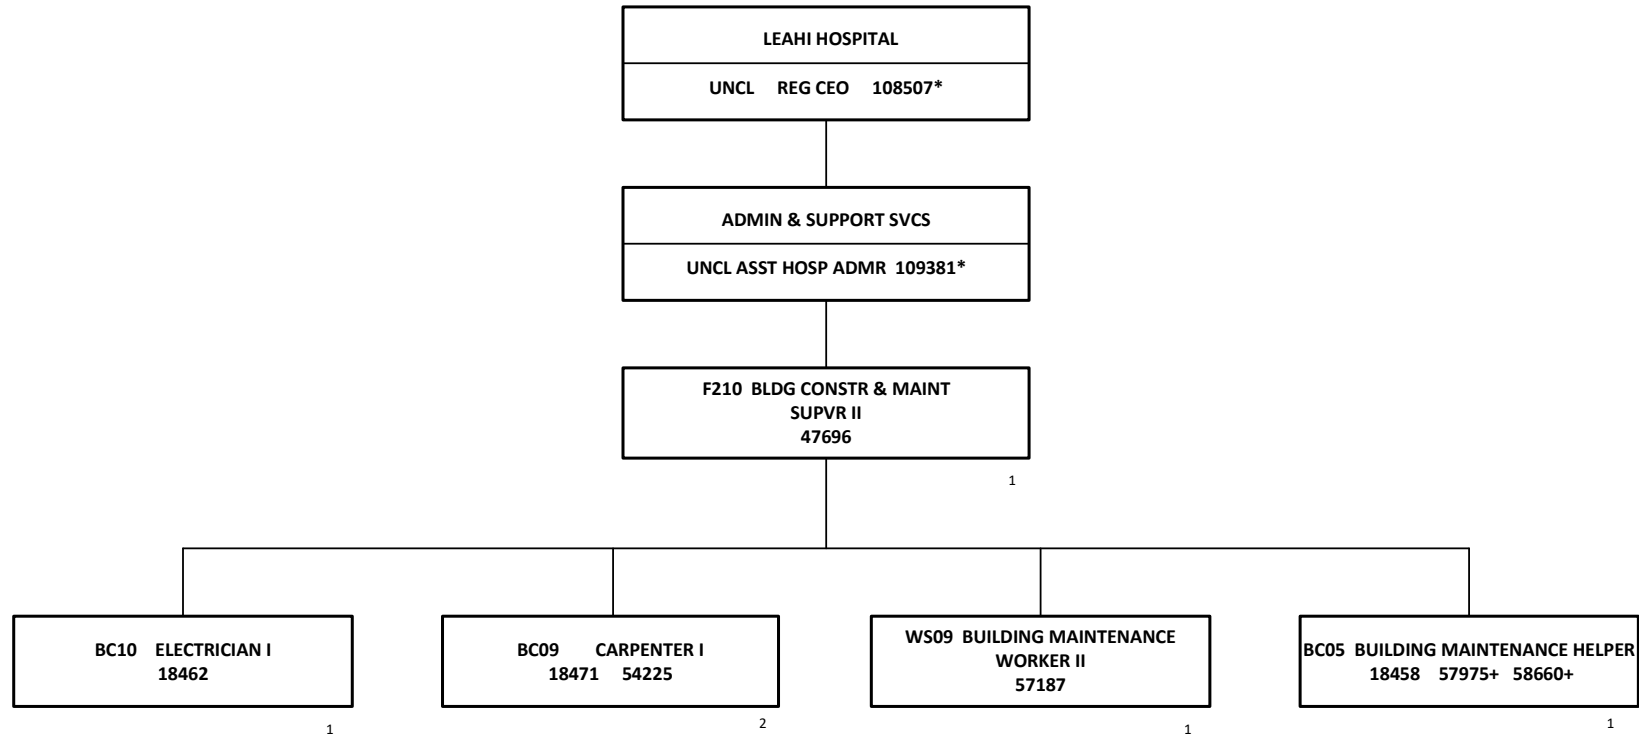 LEAHI HOSPITAL
UNCL REG CEO 108507*
ADMIN & SUPPORT SVCS
UNCL ASST HOSP ADMR 109381*
F210 BLDG CONSTR & MAINT
SUPVR II
47696
1
BC10 ELECTRICIAN I
18462
1
BC09 CARPENTER I
18471 54225
2
WS09 BUILDING MAINTENANCE
WORKER II
57187
1
BC05 BUILDING MAINTENANCE HELPER
18458 57975+ 58660+
1